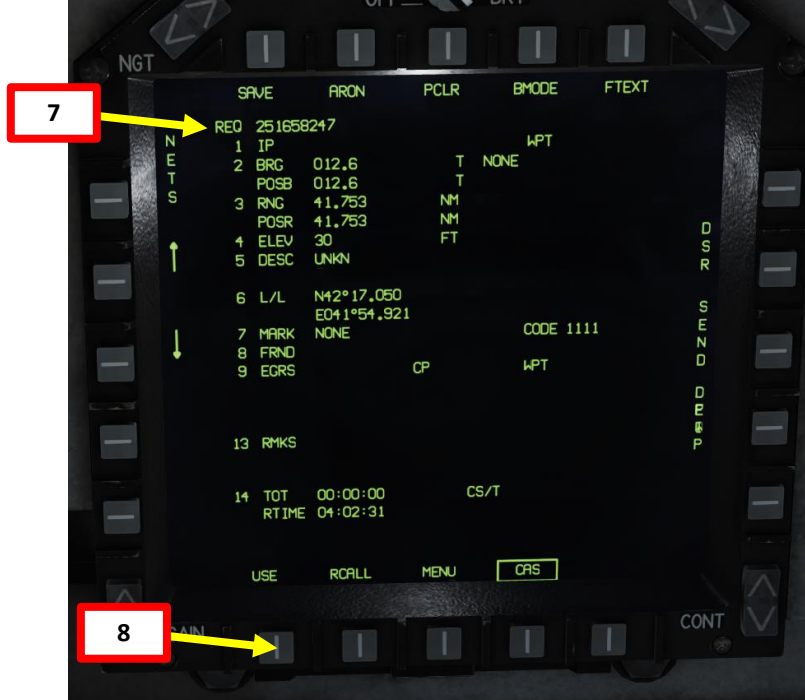 OFF BRT
NGT
SAVE ARON PCLR BMODE FTEXT
7
REQ 251658247
NETS
1 IP WPT
2 BRG 012.6 T NONE
POSB 012.6 T
3 RNG 41.753 NM
POSR 41.753 NM
4 ELEV 30 FT
5 DESC UNKN
DSR
6 L/L N42°17.050
E041°54.921
SEND
7 MARK NONE CODE 1111
8 FRND
9 EGRS CP WPT
13 RMKS
14 TOT 00:00:00 CS/T
RTIME 04:02:31
USE RCALL MENU CAS
8
CONT